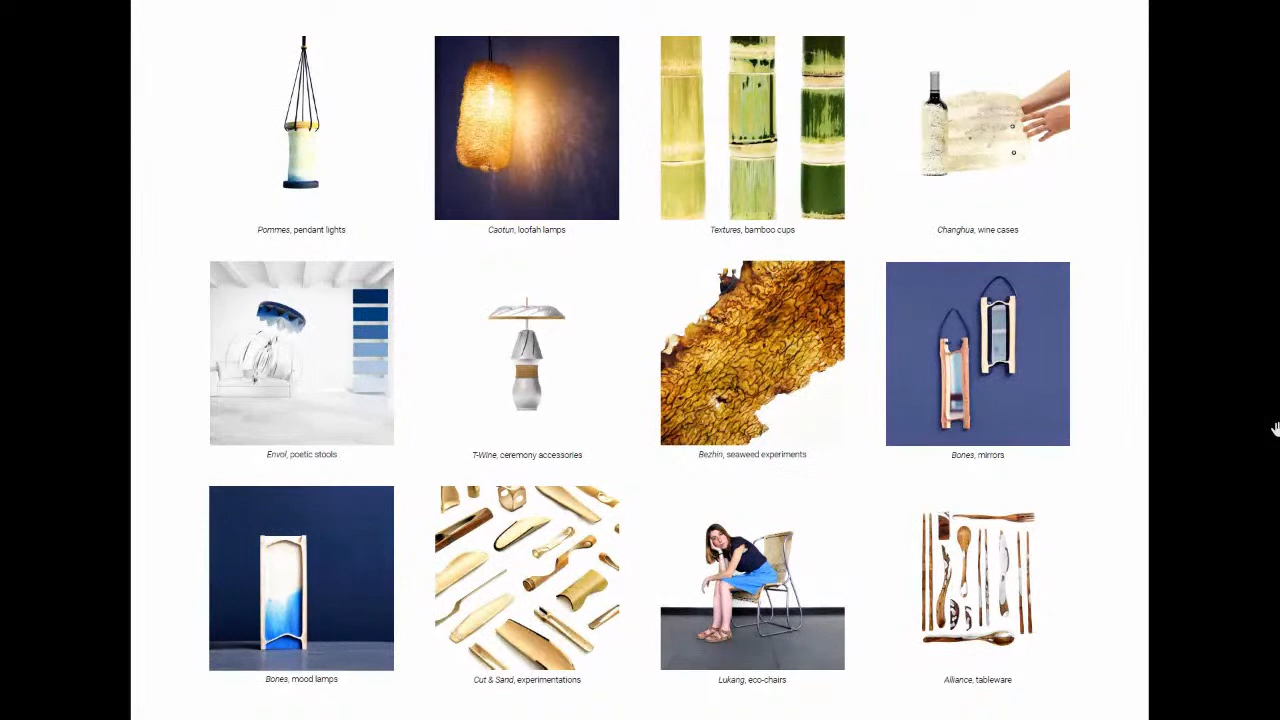 Pommes, pendant lights
Caotun, loofah lamps
Textures, bamboo cups
Changhua, wine cases
Envol, poetic stools
T-Wine, ceremony accessories
Bezhin, seaweed experiments
Bones, mirrors
Bones, mood lamps
Cut & Sand, experimentations
Lukang, eco-chairs
Alliance, tableware